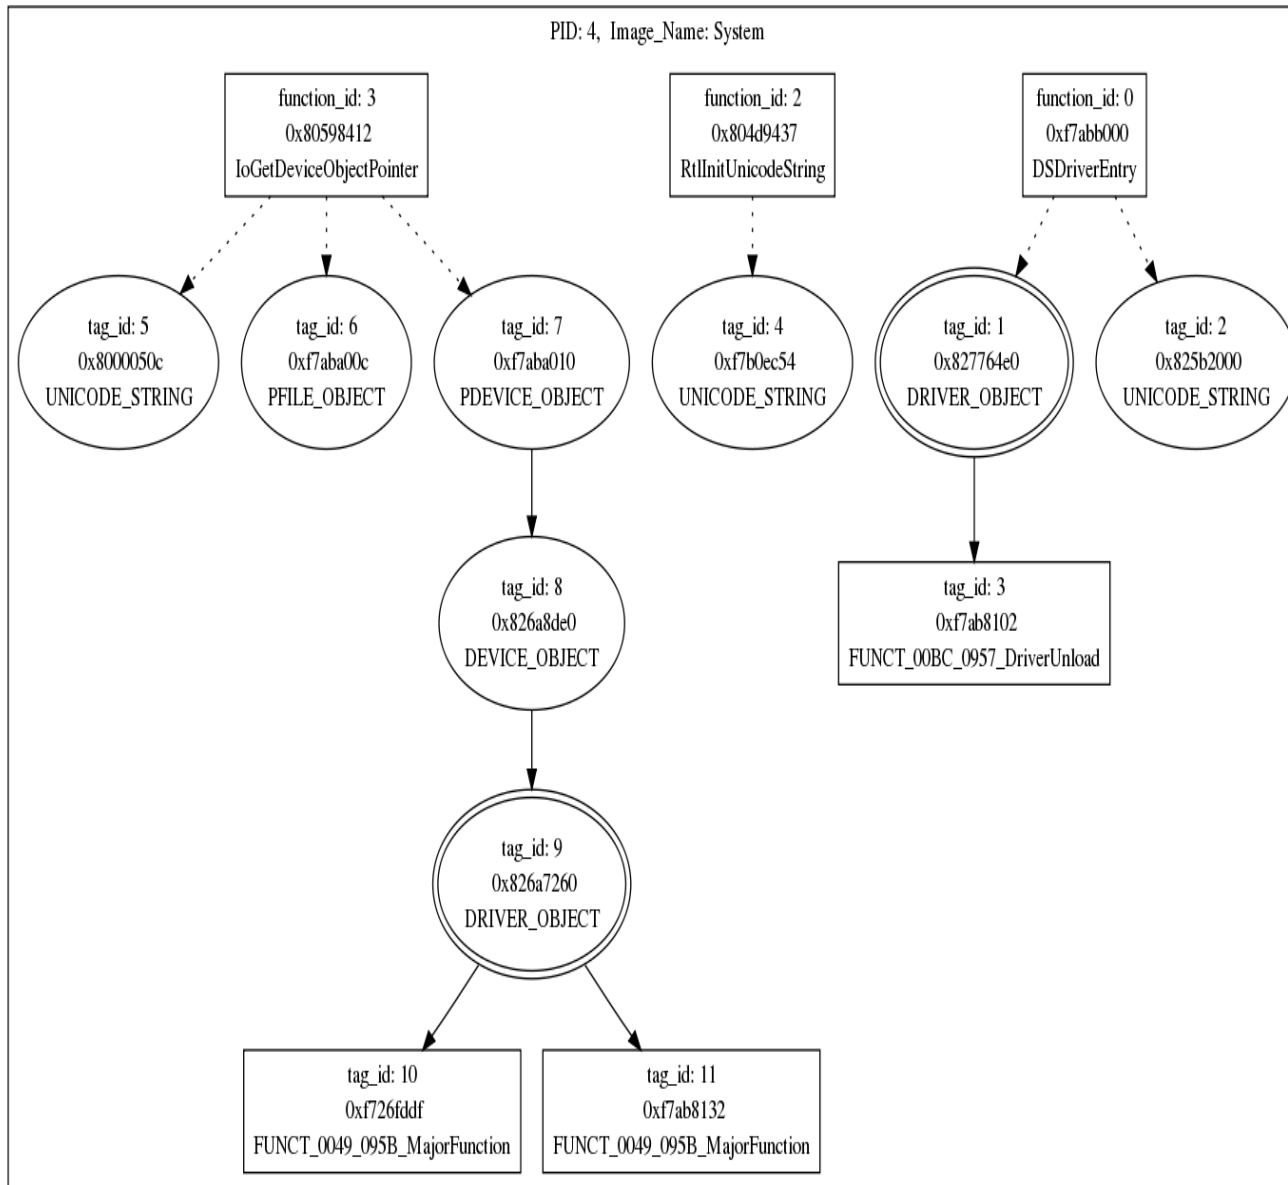 PID: 4,  Image_Name: System
function_id: 3
0x80598412
IoGetDeviceObjectPointer
function_id: 2
0x804d9437
RtlInitUnicodeString
function_id: 0
0xf7abb000
DSDriverEntry
tag_id: 5
0x8000050c
UNICODE_STRING
tag_id: 6
0xf7aba00c
PFILE_OBJECT
tag_id: 7
0xf7aba010
PDEVICE_OBJECT
tag_id: 4
0xf7b0ec54
UNICODE_STRING
tag_id: 1
0x827764e0
DRIVER_OBJECT
tag_id: 2
0x825b2000
UNICODE_STRING
tag_id: 8
0x826a8de0
DEVICE_OBJECT
tag_id: 3
0xf7ab8102
FUNCT_00BC_0957_DriverUnload
tag_id: 9
0x826a7260
DRIVER_OBJECT
tag_id: 10
0xf726fddf
FUNCT_0049_095B_MajorFunction
tag_id: 11
0xf7ab8132
FUNCT_0049_095B_MajorFunction